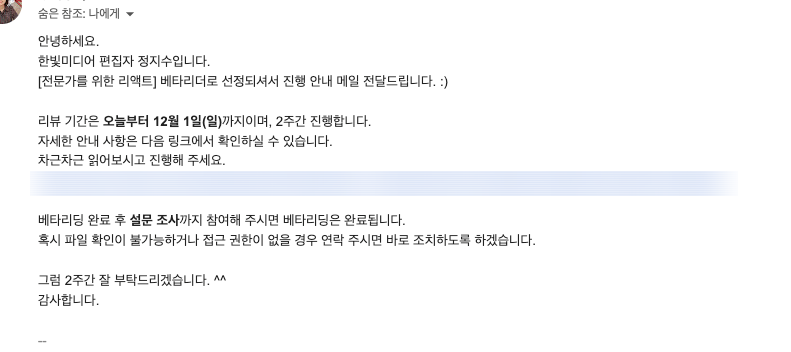 숨은 참조: 나에게
안녕하세요.
한빛미디어 편집자 정지수입니다.
[전문가를 위한 리액트] 베타리더로 선정되셔서 진행 안내 메일 전달드립니다. :)
리뷰 기간은 오늘부터 12월 1일(일)까지이며, 2주간 진행합니다.
자세한 안내 사항은 다음 링크에서 확인하실 수 있습니다.
차근차근 읽어보시고 진행해 주세요.
베타리딩 완료 후 설문 조사까지 참여해 주시면 베타리딩은 완료됩니다.
혹시 파일 확인이 불가능하거나 접근 권한이 없을 경우 연락 주시면 바로 조치하도록 하겠습니다.
그럼 2주간 잘 부탁드리겠습니다. ^^
감사합니다.
--